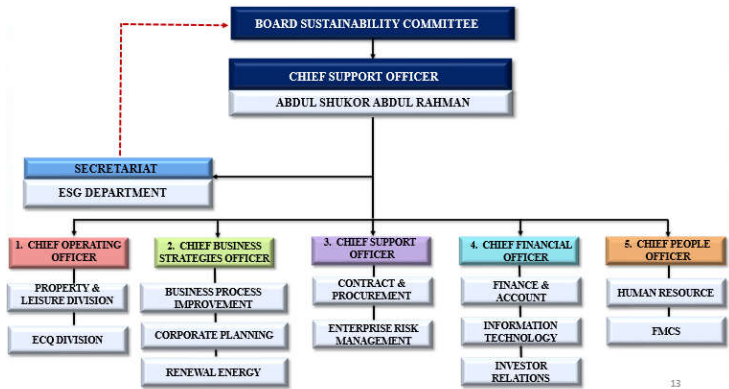 BOARD SUSTAINABILITY COMMITTEE
CHIEF SUPPORT OFFICER
ABDUL SHUKOR ABDUL RAHMAN
SECRETARIAT
ESG DEPARTMENT
1. CHIEF OPERATING
OFFICER
PROPERTY &
LEISURE DIVISION
ECQ DIVISION
2. CHIEF BUSINESS
STRATEGIES OFFICER
BUSINESS PROCESS
IMPROVEMENT
CORPORATE PLANNING
RENEWAL ENERGY
3. CHIEF SUPPORT
OFFICER
CONTRACT &
PROCUREMENT
ENTERPRISE RISK
MANAGEMENT
4. CHIEF FINANCIAL
OFFICER
FINANCE &
ACCOUNT
INFORMATION
TECHNOLOGY
INVESTOR
RELATIONS
5. CHIEF PEOPLE
OFFICER
HUMAN RESOURCE
FMCS
13